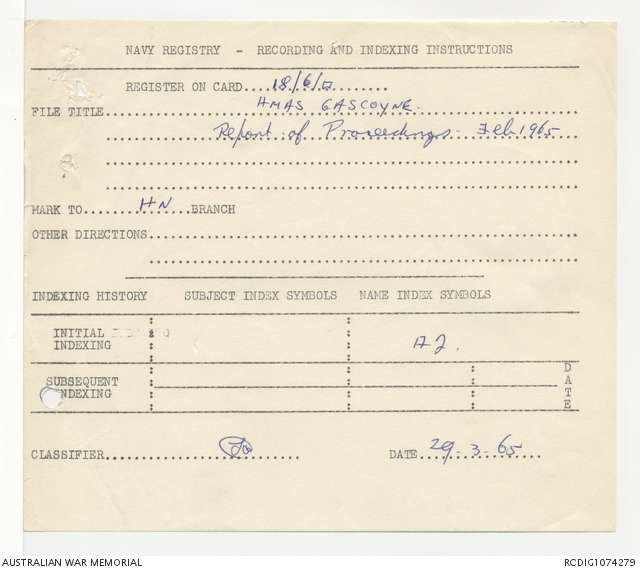 NAVY REGISTRY - RECORDING AND INDEXING INSTRUCTIONS
REGISTER ON CARD....18/6/□.........
FILE TITLE HMAS GASCOYNE.
Report of Proceedings Feb 1965
MARK TO........HN.....BRANCH
OTHER DIRECTIONS
INDEXING HISTORY SUBJECT INDEX SYMBOLS NAME INDEX SYMBOLS
INITIAL
INDEXING
A2.
SUBSEQUENT
INDEXING
DATE
CLASSIFIER
DATE 29-3-65
AUSTRALIAN WAR MEMORIAL RCDIG1074279